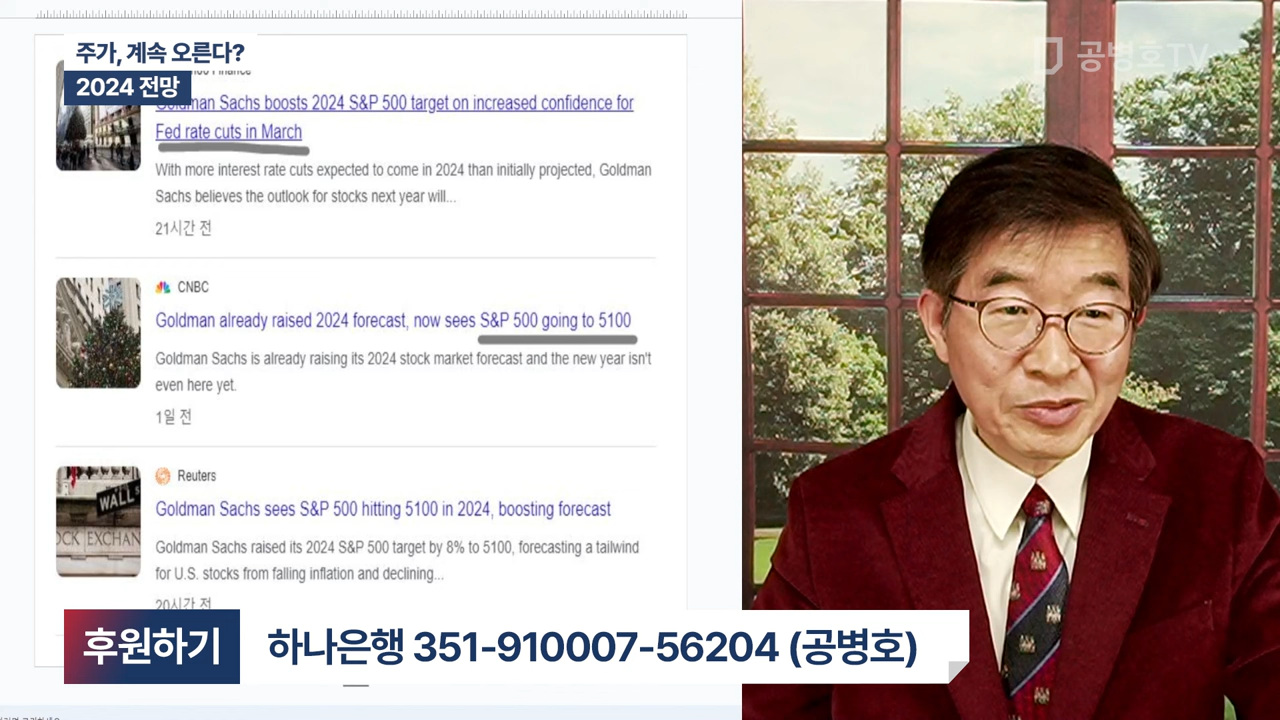 주가, 계속 오른다?
2024 전망
공병호TV
Finance
Goldman Sachs boosts 2024 S&P 500 target on increased confidence for
Fed rate cuts in March
With more interest rate cuts expected to come in 2024 than initially projected, Goldman
Sachs believes the outlook for stocks next year will...
21시간 전
CNBC
Goldman already raised 2024 forecast, now sees S&P 500 going to 5100
Goldman Sachs is already raising its 2024 stock market forecast and the new year isn't
even here yet.
1일 전
WALL
OCK EXCHAN
Reuters
Goldman Sachs sees S&P 500 hitting 5100 in 2024, boosting forecast
Goldman Sachs raised its 2024 S&P 500 target by 8% to 5100, forecasting a tailwind
for U.S. stocks from falling inflation and declining...
20시간 전
후원하기
하나은행 351-910007-56204 (공병호)